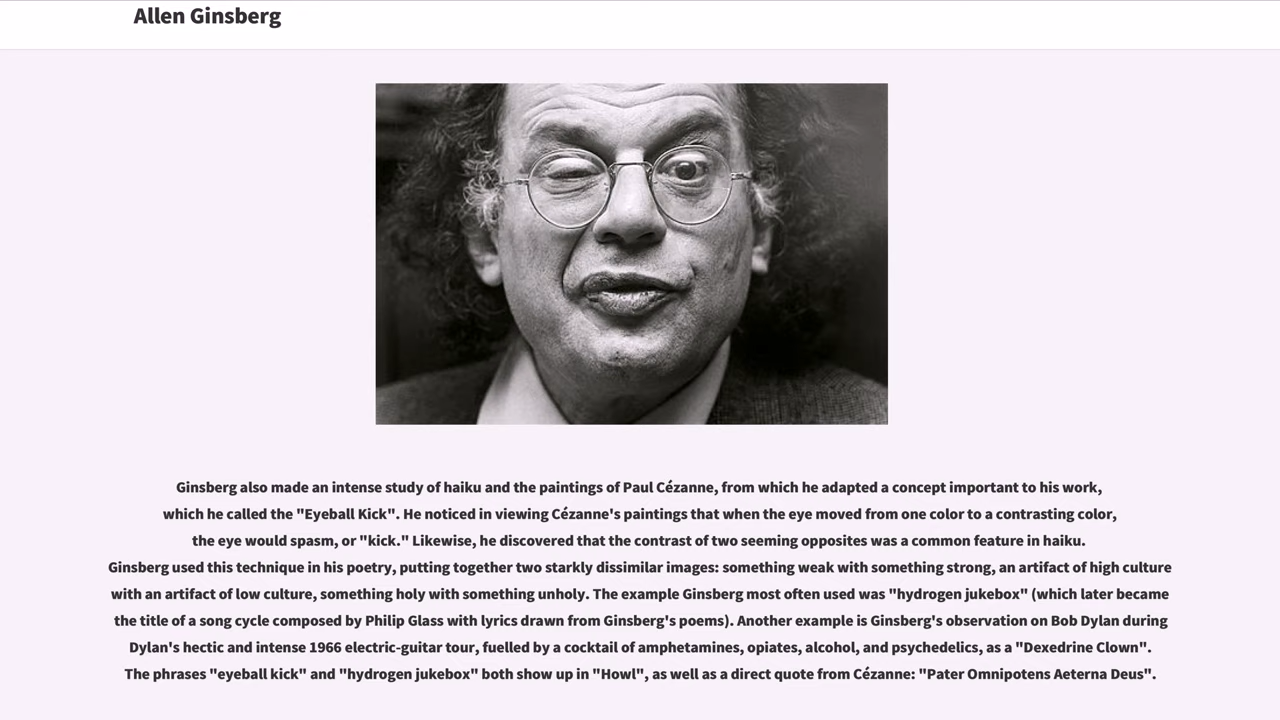 Allen Ginsberg
Ginsberg also made an intense study of haiku and the paintings of Paul Cézanne, from which he adapted a concept important to his work,
which he called the "Eyeball Kick". He noticed in viewing Cézanne's paintings that when the eye moved from one color to a contrasting color,
the eye would spasm, or "kick." Likewise, he discovered that the contrast of two seeming opposites was a common feature in haiku.
Ginsberg used this technique in his poetry, putting together two starkly dissimilar images: something weak with something strong, an artifact of high culture
with an artifact of low culture, something holy with something unholy. The example Ginsberg most often used was "hydrogen jukebox" (which later became
the title of a song cycle composed by Philip Glass with lyrics drawn from Ginsberg's poems). Another example is Ginsberg's observation on Bob Dylan during
Dylan's hectic and intense 1966 electric-guitar tour, fuelled by a cocktail of amphetamines, opiates, alcohol, and psychedelics, as a "Dexedrine Clown".
The phrases "eyeball kick" and "hydrogen jukebox" both show up in "Howl", as well as a direct quote from Cézanne: "Pater Omnipotens Aeterna Deus".